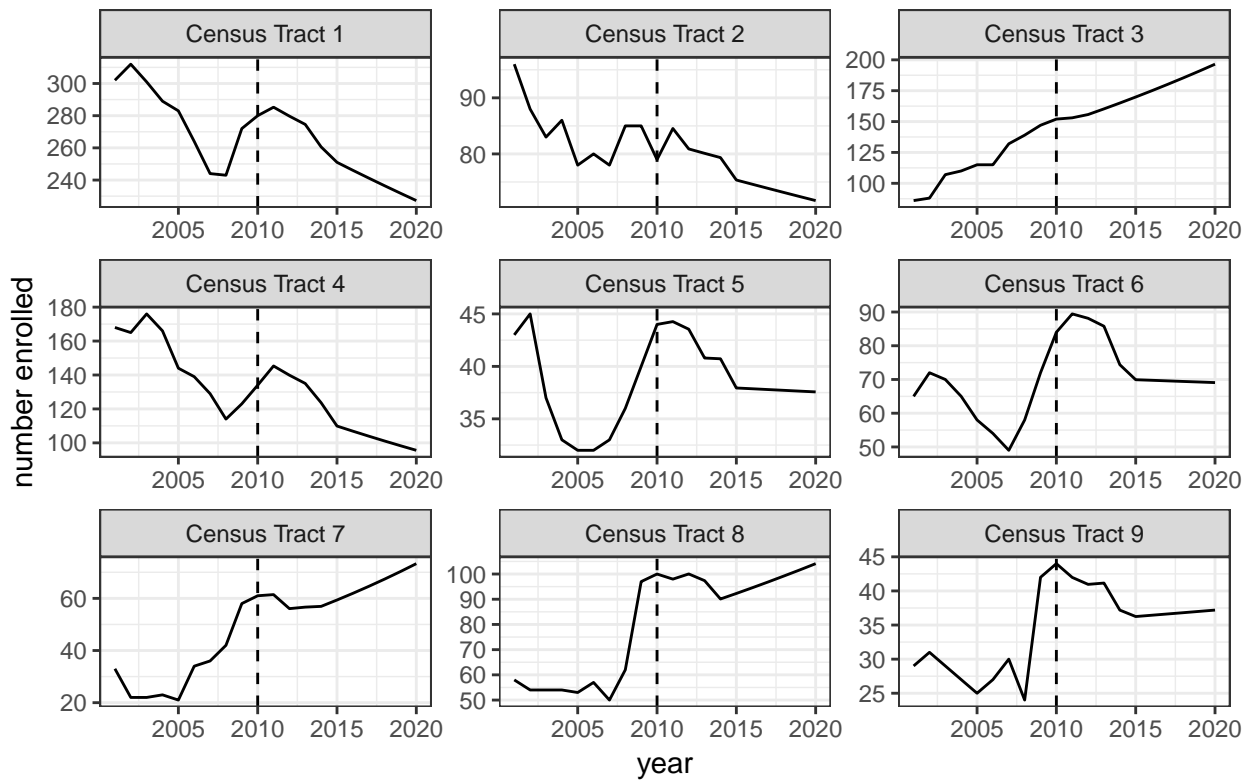 Census Tract 1
Census Tract 2
Census Tract 3
300
280
260
240
90
80
200
175
150
125
100
2005 2010 2015 2020
2005 2010 2015 2020
2005 2010 2015 2020
Census Tract 4
Census Tract 5
Census Tract 6
180
160
140
120
100
45
40
35
90
80
70
60
50
2005 2010 2015 2020
2005 2010 2015 2020
2005 2010 2015 2020
Census Tract 7
Census Tract 8
Census Tract 9
60
40
20
100
90
80
70
60
50
45
40
35
30
25
2005 2010 2015 2020
2005 2010 2015 2020
2005 2010 2015 2020
number enrolled
year